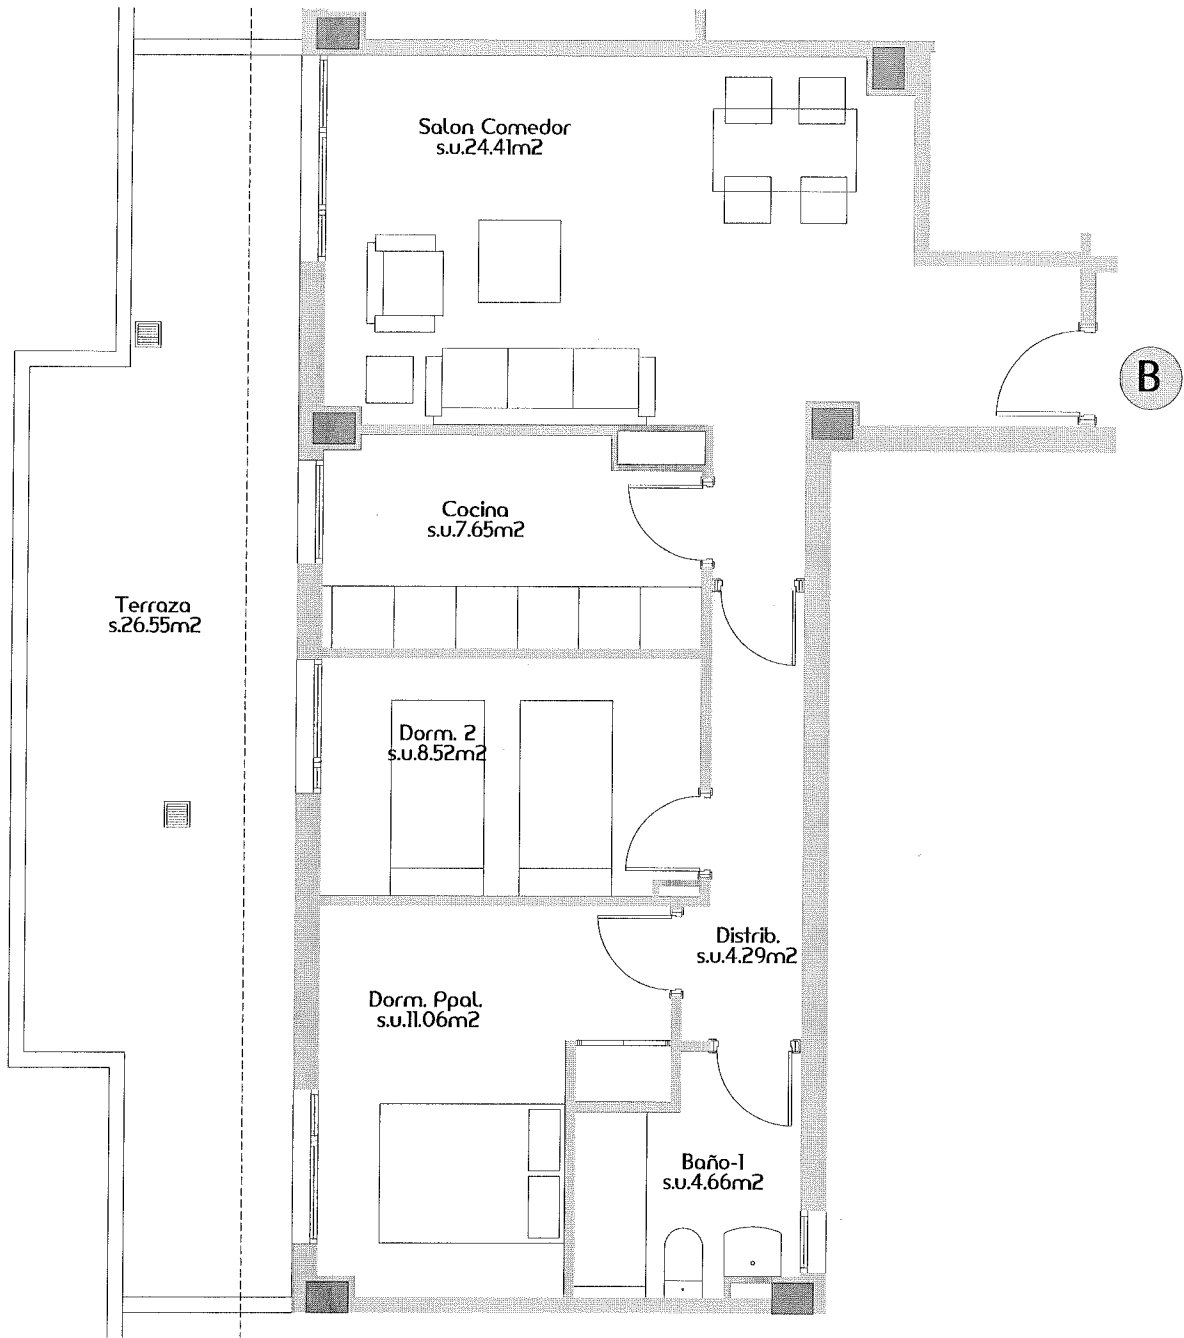 Salon Comedor
s.u.24.41m2
B
Cocina
s.u.7.65m2
Terraza
s.26.55m2
Dorm. 2
s.u.8.52m2
Distrib.
s.u.4.29m2
Dorm. Ppal.
s.u.11.06m2
Baño-1
s.u.4.66m2